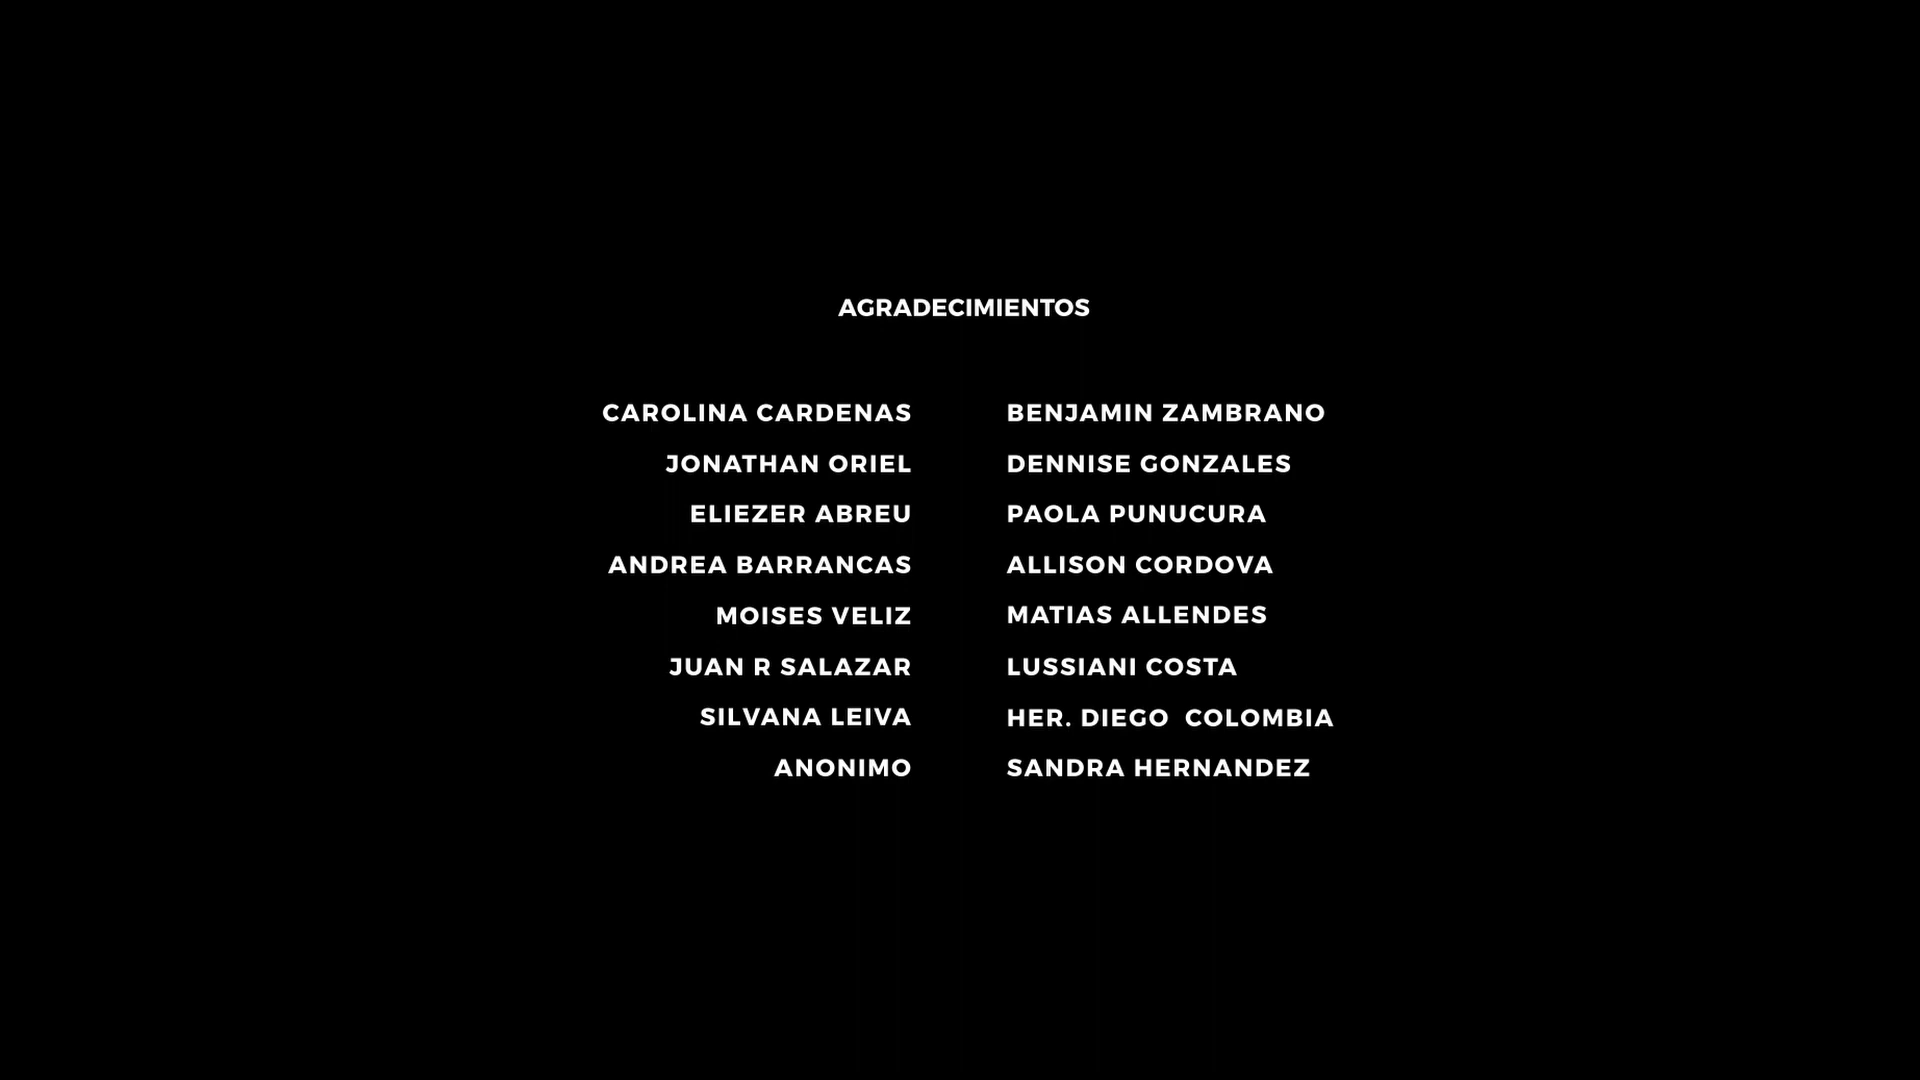 AGRADECIMIENTOS
CAROLINA CARDENAS BENJAMIN ZAMBRANO
JONATHAN ORIEL DENNISE GONZALES
ELIEZER ABREU PAOLA PUNUCURA
ANDREA BARRANCAS ALLISON CORDOVA
MOISES VELIZ MATIAS ALLENDES
JUAN R SALAZAR LUSSIANI COSTA
SILVANA LEIVA HER. DIEGO  COLOMBIA
ANONIMO SANDRA HERNANDEZ